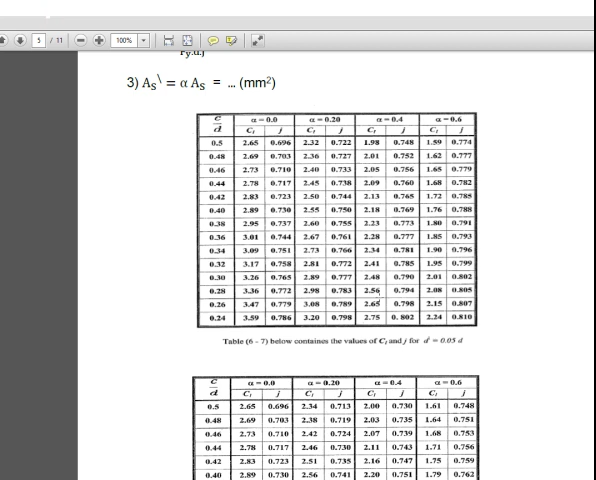 5 / 11 100%
3) As\ = α As = ... (mm²)
c/d α = 0.0 α = 0.20 α = 0.4 α = 0.6
C₁ j C₁ j C₁ j C₁ j
0.5 2.65 0.696 2.32 0.722 1.98 0.748 1.59 0.774
0.48 2.69 0.703 2.36 0.727 2.01 0.752 1.62 0.777
0.46 2.73 0.710 2.40 0.733 2.05 0.756 1.65 0.779
0.44 2.78 0.717 2.45 0.738 2.09 0.760 1.68 0.782
0.42 2.83 0.723 2.50 0.744 2.13 0.765 1.72 0.785
0.40 2.89 0.730 2.55 0.750 2.18 0.769 1.76 0.788
0.38 2.95 0.737 2.60 0.755 2.23 0.773 1.80 0.791
0.36 3.01 0.744 2.67 0.761 2.28 0.777 1.85 0.793
0.34 3.09 0.751 2.73 0.766 2.34 0.781 1.90 0.796
0.32 3.17 0.758 2.81 0.772 2.41 0.785 1.95 0.799
0.30 3.26 0.765 2.89 0.777 2.48 0.790 2.01 0.802
0.28 3.36 0.772 2.98 0.783 2.56 0.794 2.08 0.805
0.26 3.47 0.779 3.08 0.789 2.65 0.798 2.15 0.807
0.24 3.59 0.786 3.20 0.798 2.75 0. 802 2.24 0.810
Table (6 - 7) below containes the values of C₁ and j for d' = 0.05 d
c/d α = 0.0 α = 0.20 α = 0.4 α = 0.6
C₁ j C₁ j C₁ j C₁ j
0.5 2.65 0.696 2.34 0.713 2.00 0.730 1.61 0.748
0.48 2.69 0.703 2.38 0.719 2.03 0.735 1.64 0.751
0.46 2.73 0.710 2.42 0.724 2.07 0.739 1.68 0.753
0.44 2.78 0.717 2.46 0.730 2.11 0.743 1.71 0.756
0.42 2.83 0.723 2.51 0.735 2.16 0.747 1.75 0.759
0.40 2.89 0.730 2.56 0.741 2.20 0.751 1.79 0.762